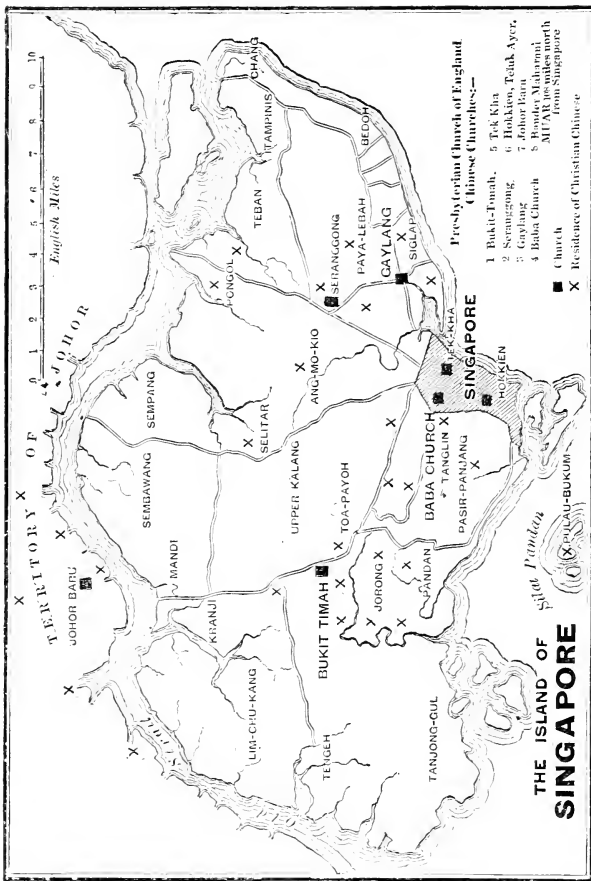 THE ISLAND OF
SINGAPORE
English Miles
0 1 2 3 4 5 6 7 8 9 10
TERRITORY OF JOHOR
JOHOR BARU
Strait
KRANJI
MANDI
SEMBAWANG
SEMPANG
SELITAR
PONGOL
TEBAN
TAMPINIS
CHANG
LIM-CHU-KANG
TENGEH
TANJONG-GUL
BUKIT TIMAH
TOA-PAYOH
UPPER KALANG
ANG-MO-KIO
SERANGGONG
PAYA-LEBAH
BEDOH
GAYLANG
SIGLAP
JORONG
PANDAN
PASIR-PANJANG
BABA CHURCH
TANGLIN
TEK-KHA
SINGAPORE
HOKKIEN
Pandan
PULAU-BUKUM
Presbyterian Church of England
Chinese Churches:—
1 Bukit-Timah.
2 Seranggong.
3 Gaylang
4 Baba Church
5 Tek Kha
6 Hokkien, Teluk Ayer.
7 Johor Baru
8 Bandar Maharani
MUAR miles north
from Singapore
Church
X Residence of Christian Chinese